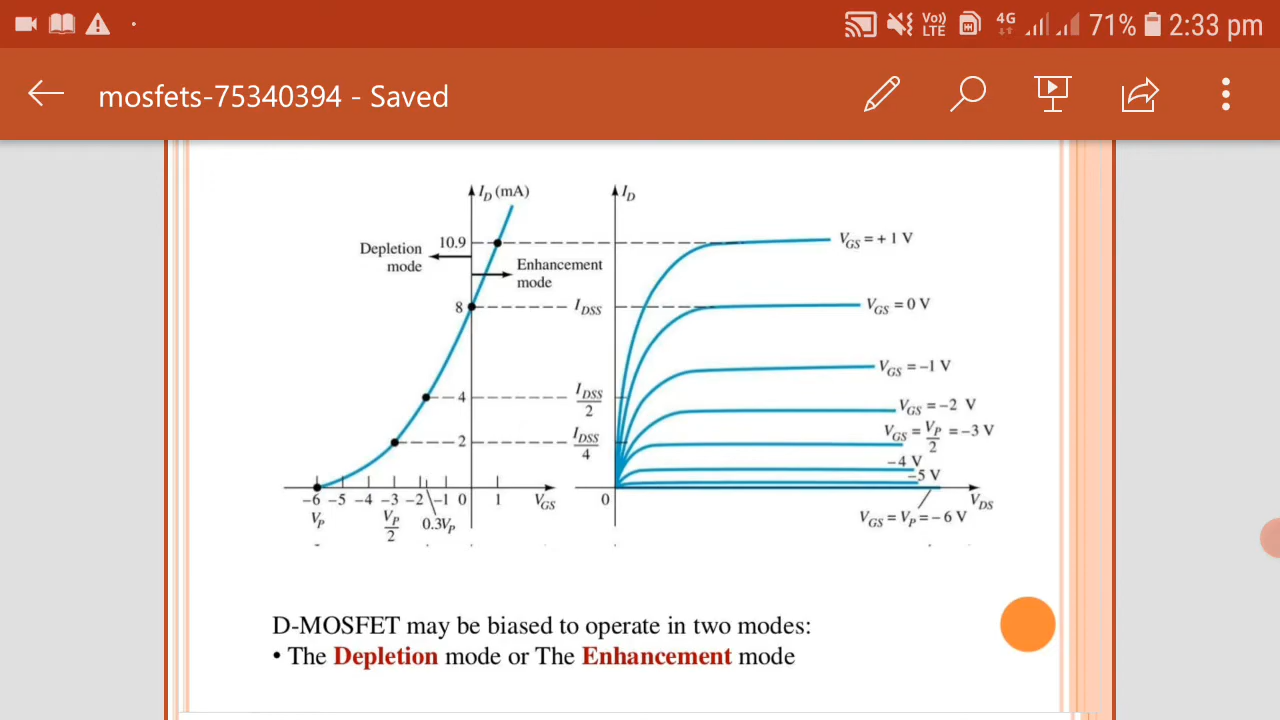 Vo)) LTE 4G 71% 2:33 pm
mosfets-75340394 - Saved
I_D (mA)
I_D
10.9
Depletion mode
Enhancement mode
V_GS = + 1 V
8
I_DSS
V_GS = 0 V
V_GS = –1 V
4
I_DSS/2
V_GS = –2 V
V_GS = V_P/2 = –3 V
2
I_DSS/4
–4 V
–5 V
–6 –5 –4 –3 –2 –1 0 1 V_GS
0
V_DS
V_P
V_P/2
0.3V_P
V_GS = V_P = – 6 V
D-MOSFET may be biased to operate in two modes:
• The Depletion mode or The Enhancement mode